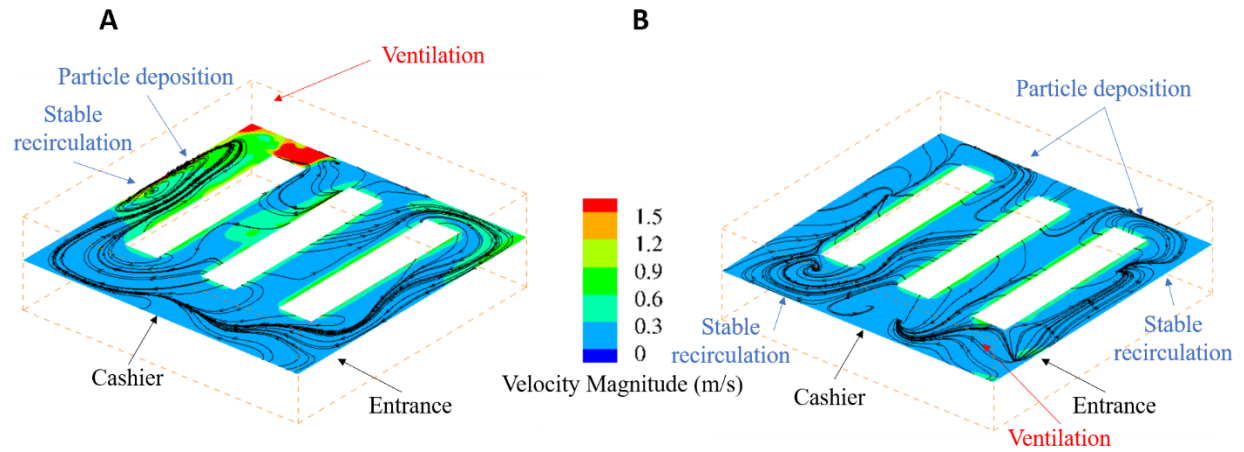 A
Ventilation
Particle deposition
Stable
recirculation
Cashier
Entrance
1.5
1.2
0.9
0.6
0.3
0
Velocity Magnitude (m/s)
B
Particle deposition
Stable
recirculation
Stable
recirculation
Cashier
Entrance
Ventilation